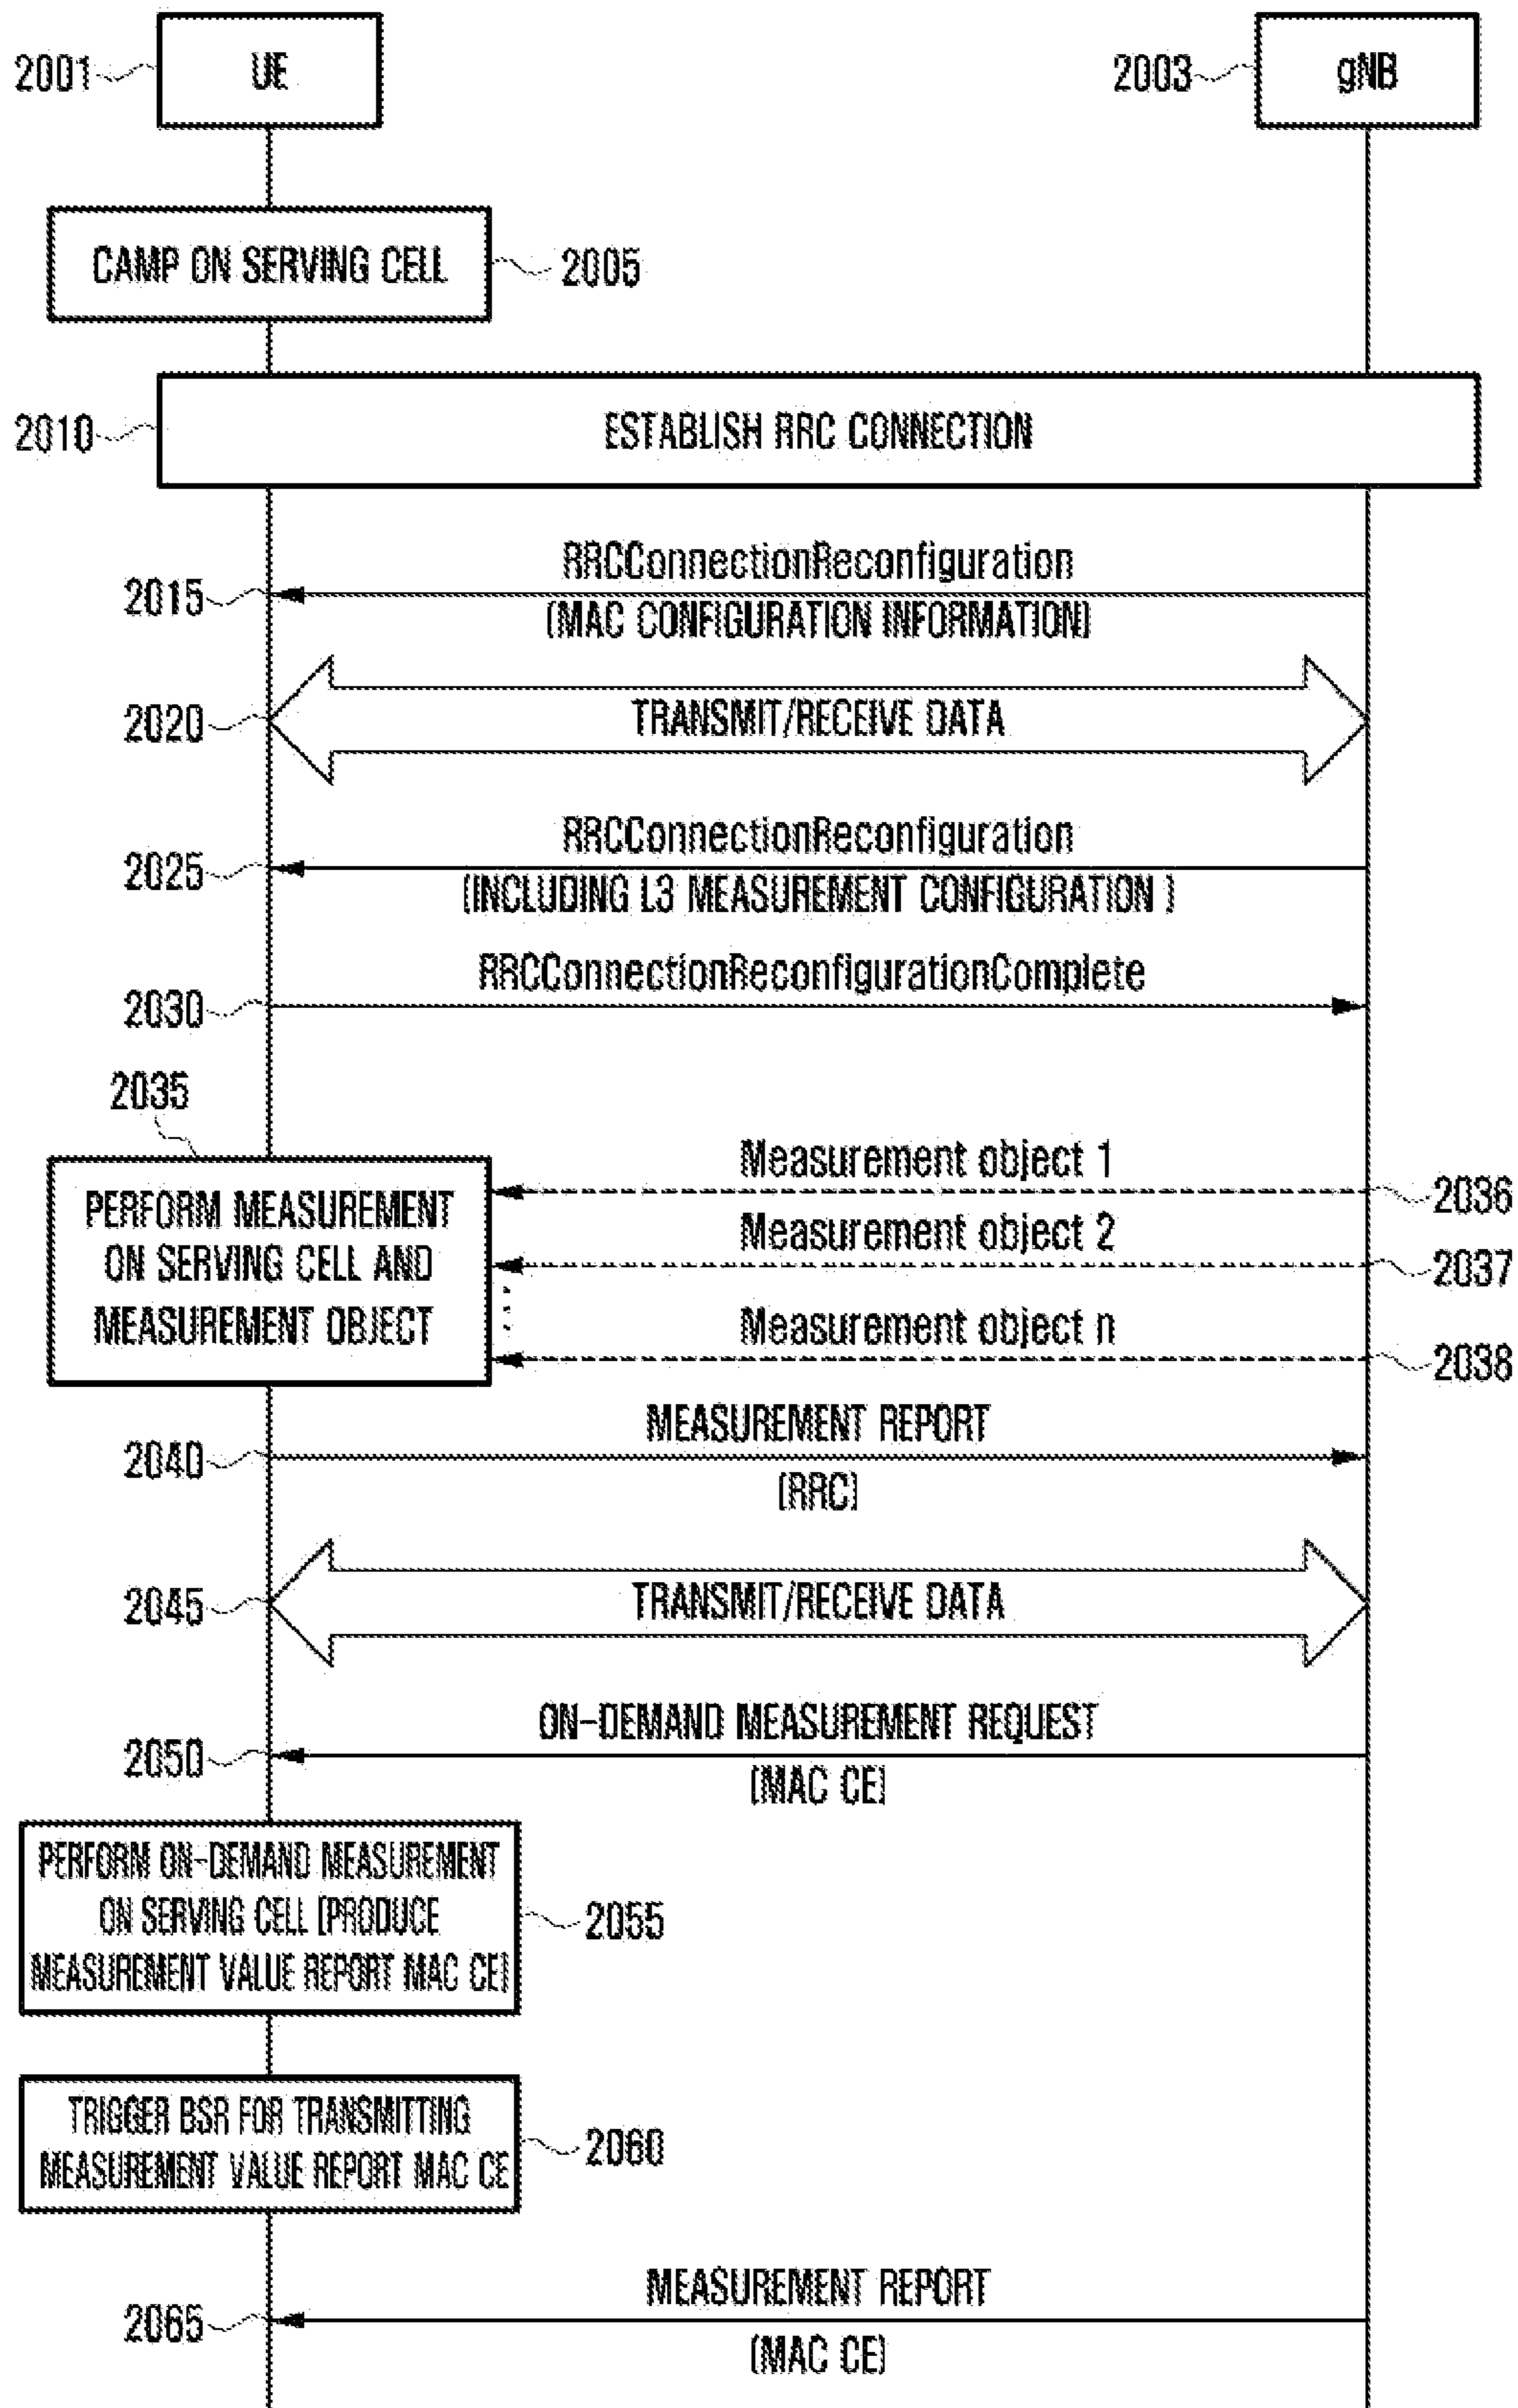 2001 UE
2003 gNB
CAMP ON SERVING CELL 2005
2010 ESTABLISH RRC CONNECTION
RRCConnectionReconfiguration
2015
(MAC CONFIGURATION INFORMATION)
2020 TRANSMIT/RECEIVE DATA
RRCConnectionReconfiguration
2025
(INCLUDING L3 MEASUREMENT CONFIGURATION )
RRCConnectionReconfigurationComplete
2030
2035
PERFORM MEASUREMENT
ON SERVING CELL AND
MEASUREMENT OBJECT
Measurement object 1
2036
Measurement object 2
2037
Measurement object n
2038
MEASUREMENT REPORT
2040
(RRC)
2045 TRANSMIT/RECEIVE DATA
ON-DEMAND MEASUREMENT REQUEST
2050
(MAC CE)
PERFORM ON-DEMAND MEASUREMENT
ON SERVING CELL (PRODUCE
MEASUREMENT VALUE REPORT MAC CE)
2055
TRIGGER BSR FOR TRANSMITTING
MEASUREMENT VALUE REPORT MAC CE
2060
MEASUREMENT REPORT
2065
(MAC CE)